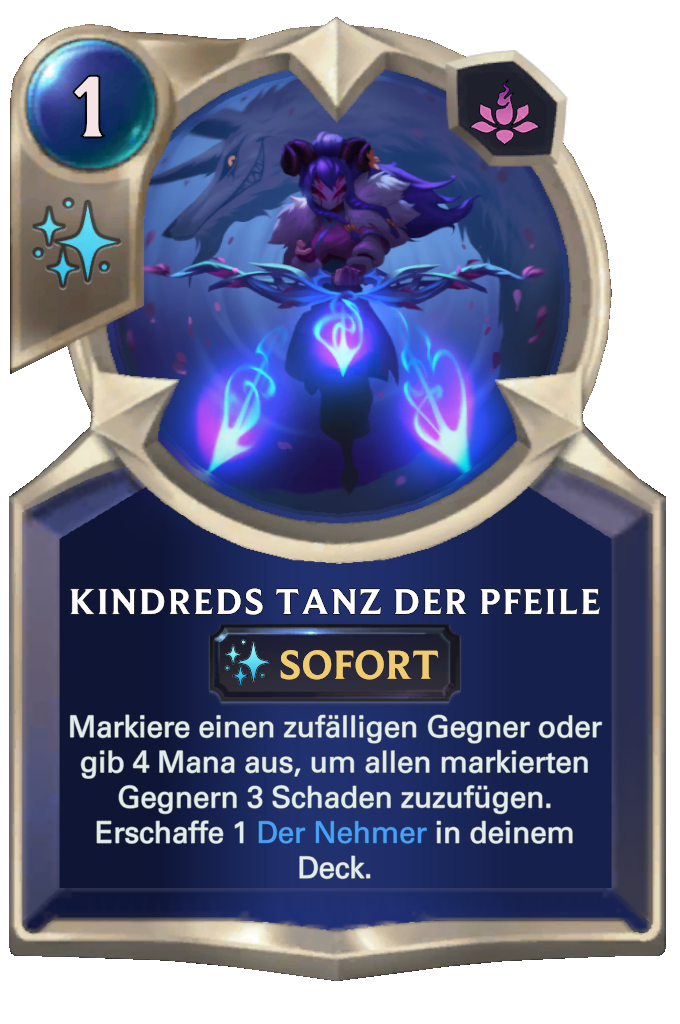 1
KINDREDS TANZ DER PFEILE
SOFORT
Markiere einen zufälligen Gegner oder
gib 4 Mana aus, um allen markierten
Gegnern 3 Schaden zuzufügen.
Erschaffe 1 Der Nehmer in deinem
Deck.